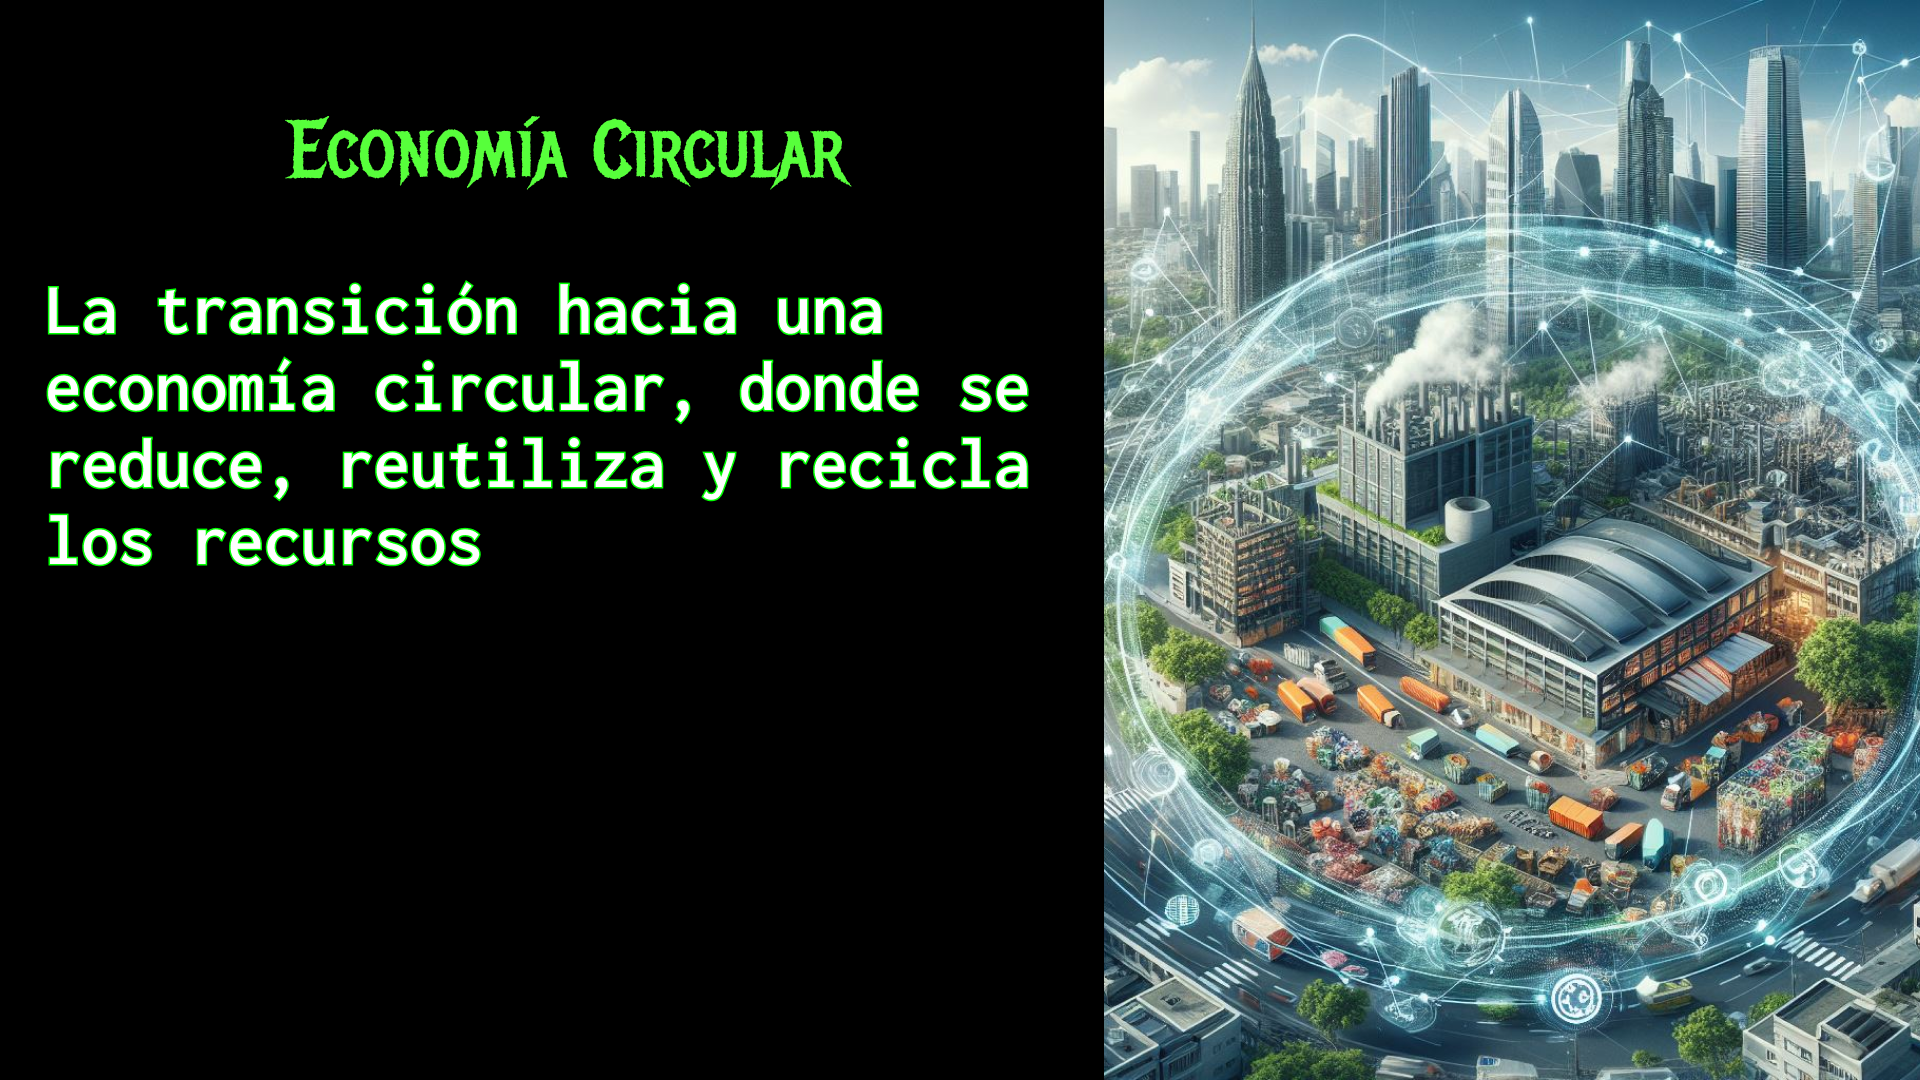 Economía Circular
La transición hacia una
economía circular, donde se
reduce, reutiliza y recicla
los recursos